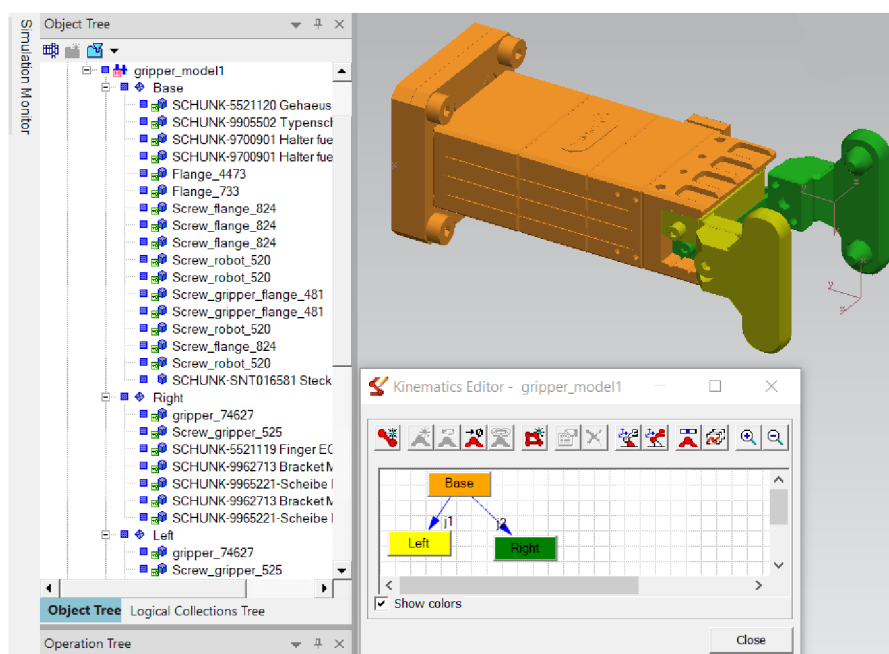 Simulation Monitor
Object Tree
gripper_model1
Base
SCHUNK-5521120 Gehaeus
SCHUNK-9905502 Typensch
SCHUNK-9700901 Halter fue
SCHUNK-9700901 Halter fue
Flange_4473
Flange_733
Screw_flange_824
Screw_flange_824
Screw_flange_824
Screw_robot_520
Screw_robot_520
Screw_gripper_flange_481
Screw_gripper_flange_481
Screw_robot_520
Screw_flange_824
Screw_robot_520
SCHUNK-SNT016581 Steck
Right
gripper_74627
Screw_gripper_525
SCHUNK-5521119 Finger EG
SCHUNK-9962713 Bracket M
SCHUNK-9965221-Scheibe I
SCHUNK-9962713 Bracket M
SCHUNK-9965221-Scheibe I
Left
gripper_74627
Screw_gripper_525
Object Tree Logical Collections Tree
Operation Tree
Kinematics Editor - gripper_model1
Base
j1 j2
Left Right
Show colors
Close